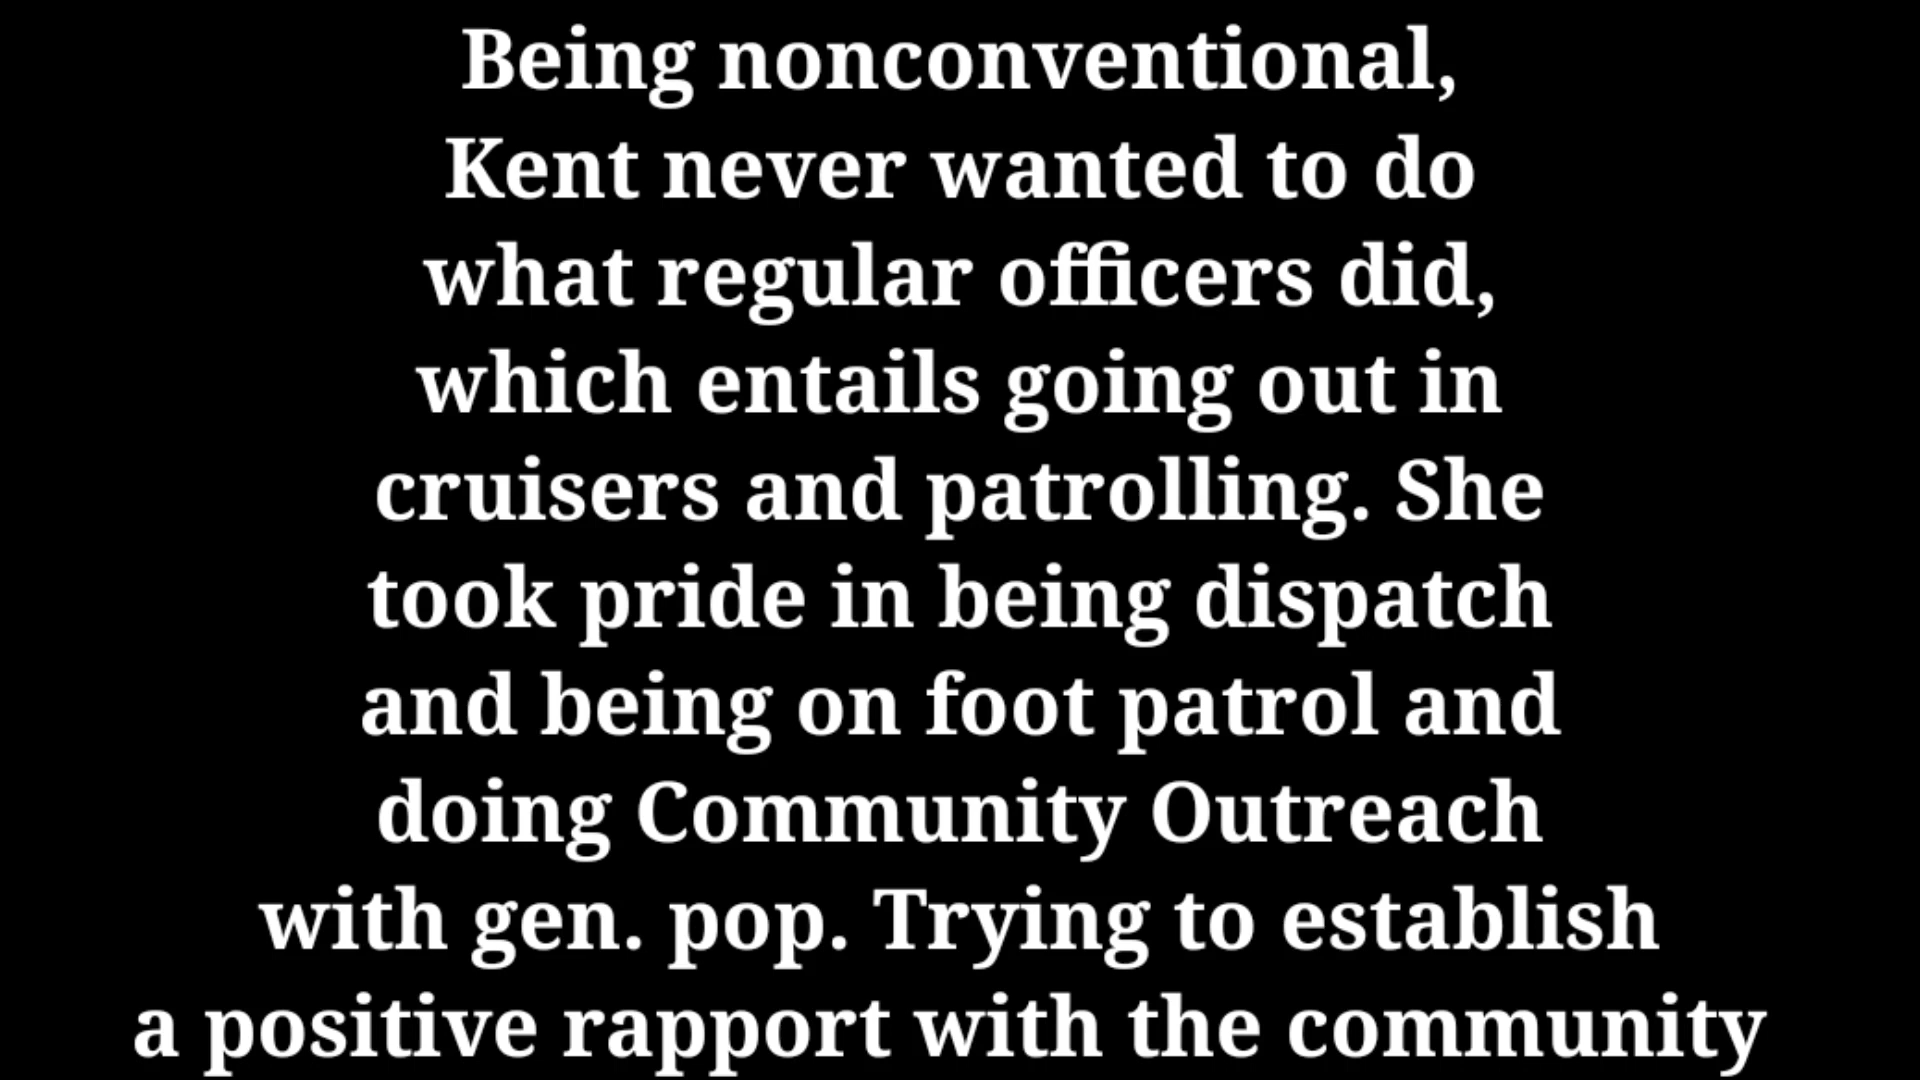 Being nonconventional,
Kent never wanted to do
what regular officers did,
which entails going out in
cruisers and patrolling. She
took pride in being dispatch
and being on foot patrol and
doing Community Outreach
with gen. pop. Trying to establish
a positive rapport with the community